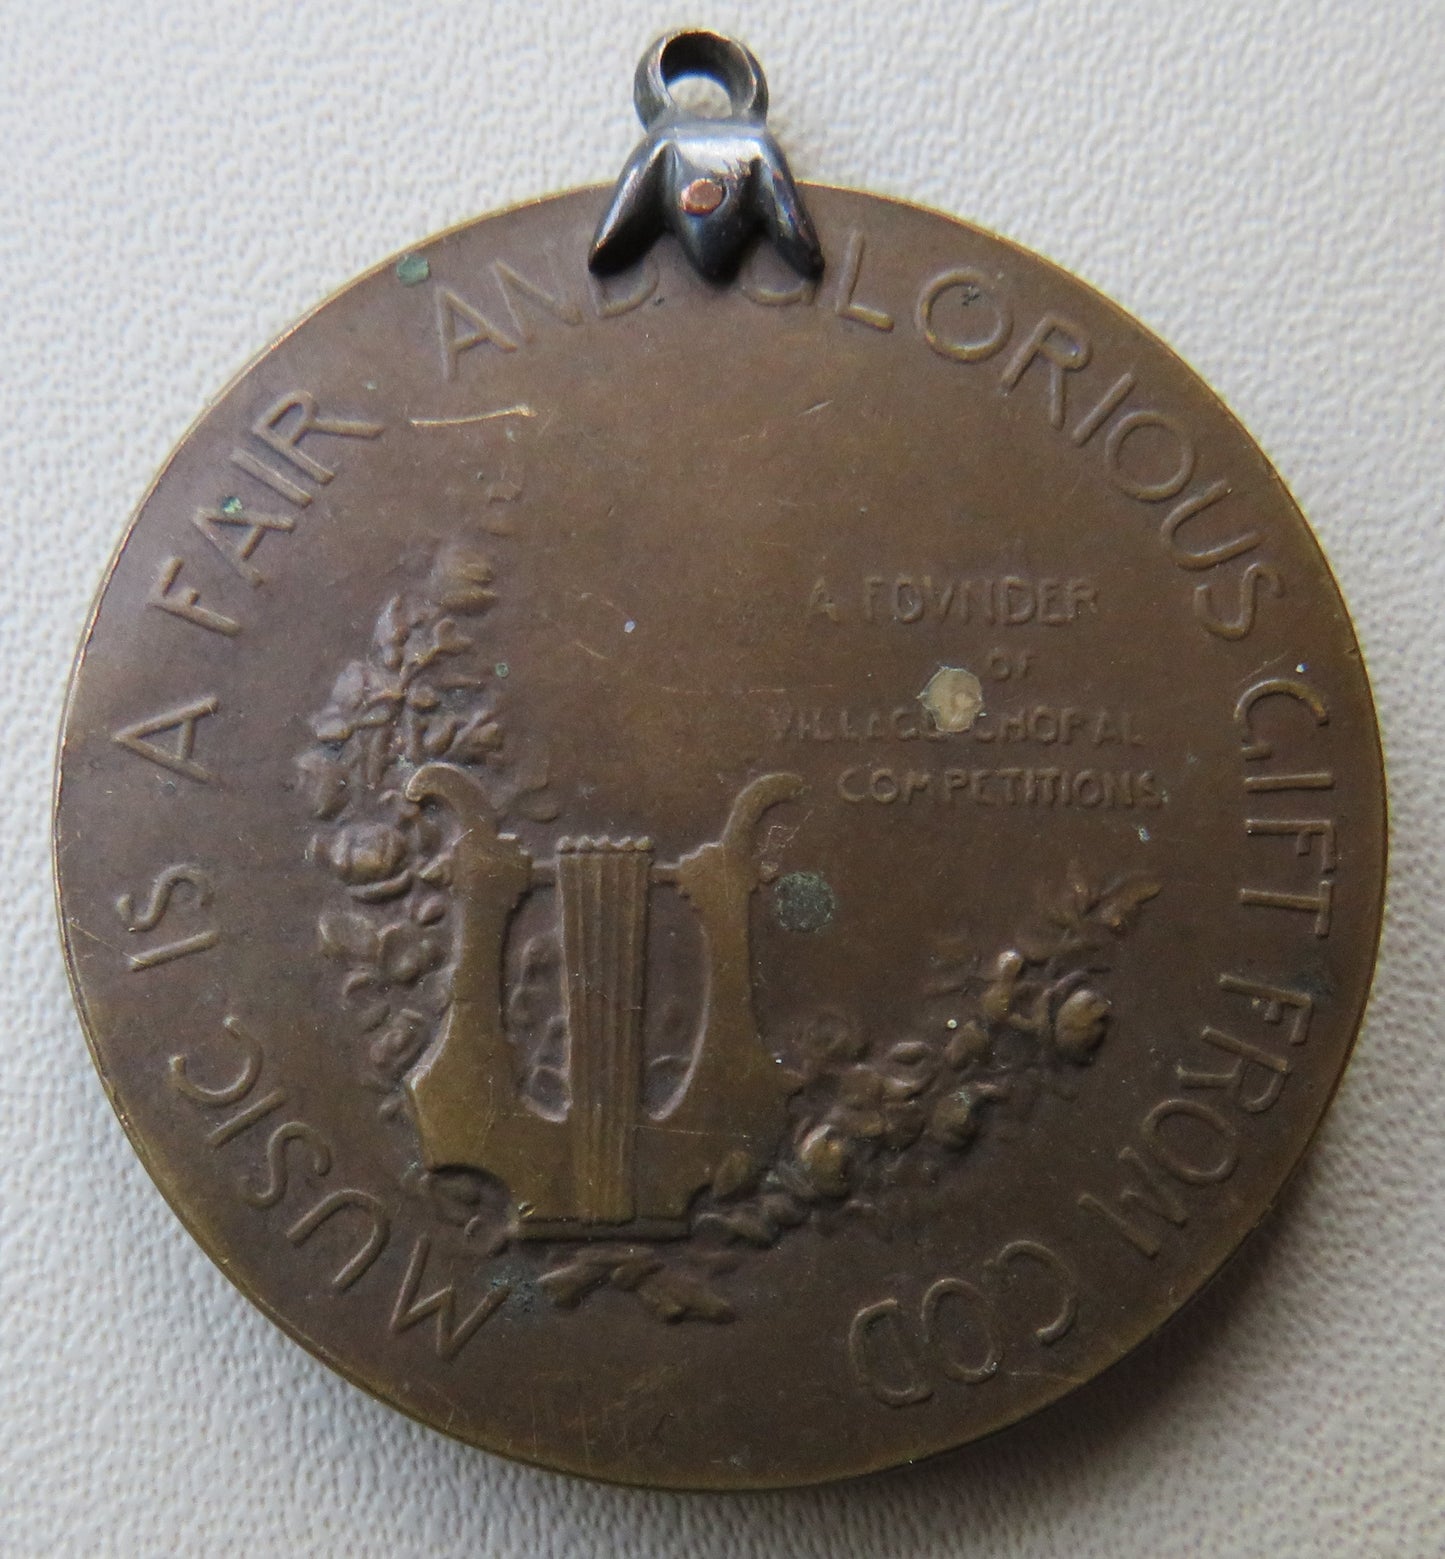 MUSIC IS A FAIR AND GLORIOUS GIFT FROM GOD
A FOVNDER
OF
VILLAGE CHORAL
COMPETITIONS